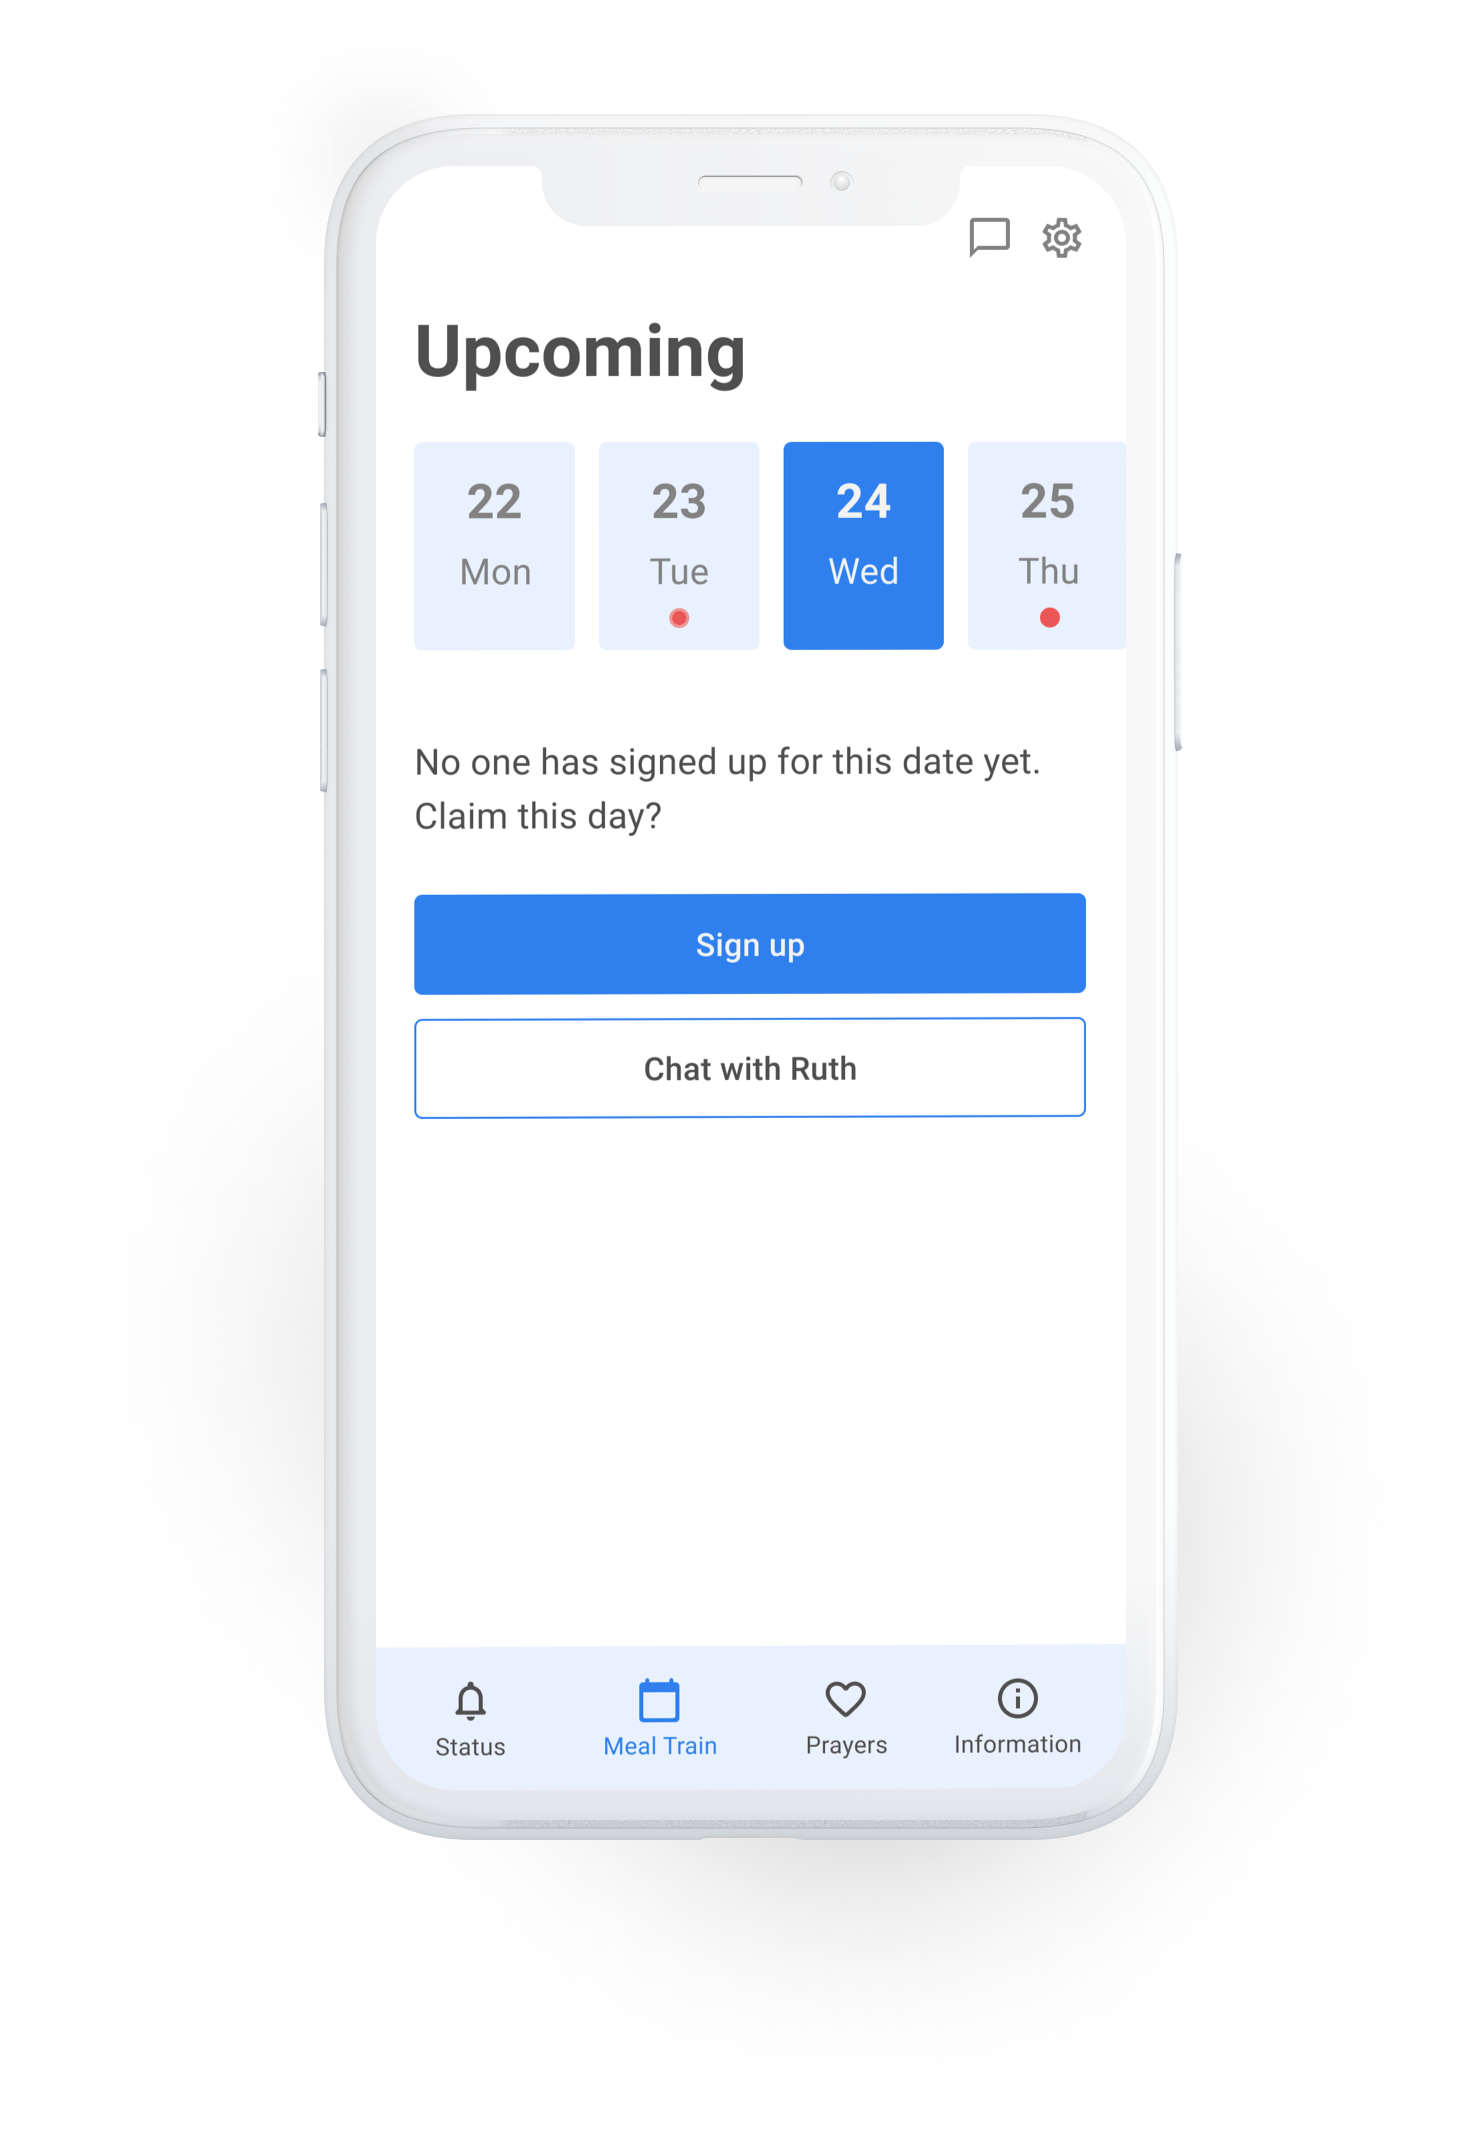 Upcoming
22
Mon
23
Tue
24
Wed
25
Thu
No one has signed up for this date yet.
Claim this day?
Sign up
Chat with Ruth
Status
Meal Train
Prayers
Information